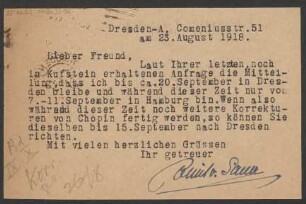 Dresden-A, Comeniusstr.51
am 23.August 1918.
Lieber Freund,
Laut Ihrer letzten,noch
in Kufstein erhaltenen Anfrage die Mittei-
lung,dass ich bis ca.20.September in Dres-
den bleibe und während dieser Zeit nur vom
7.-11.September in Hamburg bin.Wenn also
während dieser Zeit noch weitere Korrektu-
ren von Chopin fertig werden,so können Sie
dieselben bis 15.September nach Dresden
richten.
Mit vielen herzlichen Grüssen
Ihr getreuer
Emil v. Sauer